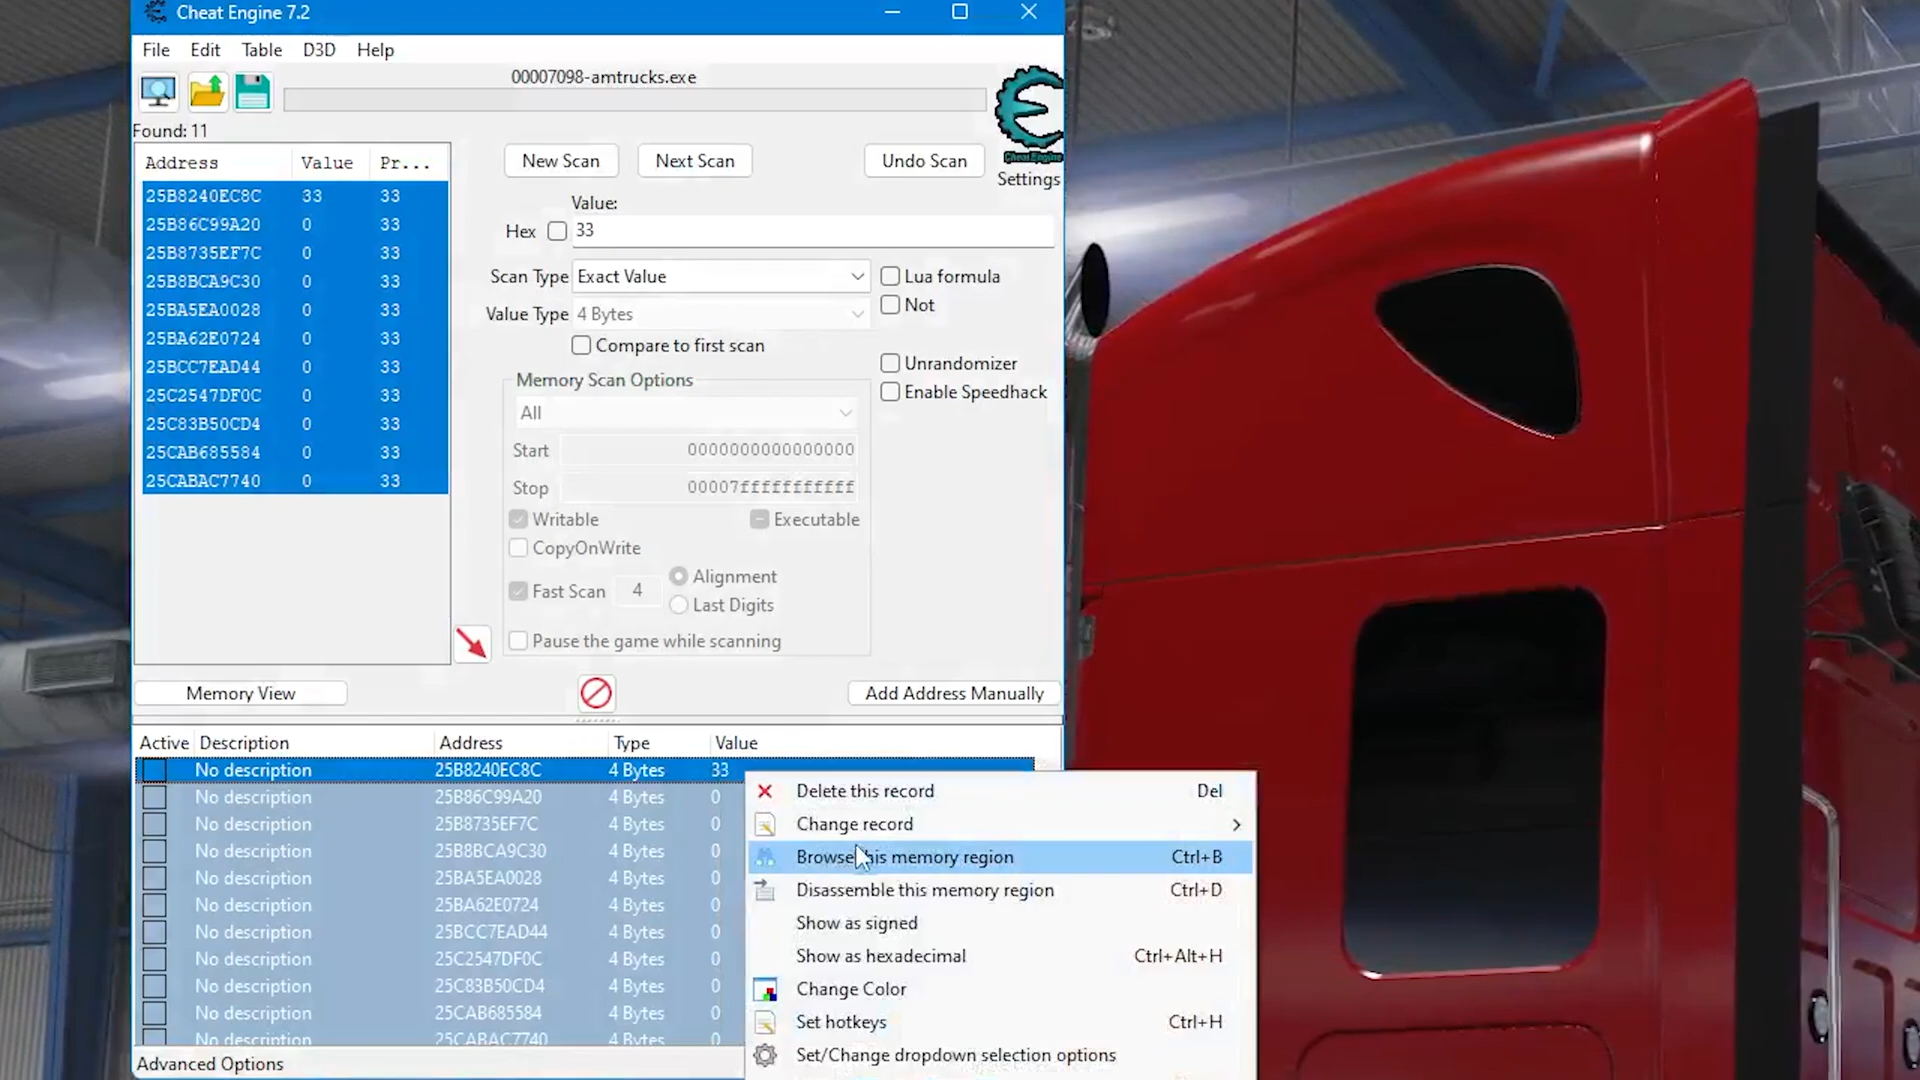 Cheat Engine 7.2
File Edit Table D3D Help
00007098-amtrucks.exe
Found: 11
Cheat Engine
Settings
Address Value Pr...
25B8240EC8C 33 33
25B86C99A20 0 33
25B8735EF7C 0 33
25B8BCA9C30 0 33
25BA5EA0028 0 33
25BA62E0724 0 33
25BCC7EAD44 0 33
25C2547DF0C 0 33
25C83B50CD4 0 33
25CAB685584 0 33
25CABAC7740 0 33
New Scan Next Scan Undo Scan
Value:
Hex 33
Scan Type Exact Value
Lua formula
Not
Value Type 4 Bytes
Compare to first scan
Unrandomizer
Enable Speedhack
Memory Scan Options
All
Start 0000000000000000
Stop 00007fffffffffff
Writable Executable
CopyOnWrite
Fast Scan 4
Alignment
Last Digits
Pause the game while scanning
Memory View Add Address Manually
Active Description Address Type Value
No description 25B8240EC8C 4 Bytes 33
No description 25B86C99A20 4 Bytes 0
No description 25B8735EF7C 4 Bytes 0
No description 25B8BCA9C30 4 Bytes 0
No description 25BA5EA0028 4 Bytes 0
No description 25BA62E0724 4 Bytes 0
No description 25BCC7EAD44 4 Bytes 0
No description 25C2547DF0C 4 Bytes 0
No description 25C83B50CD4 4 Bytes 0
No description 25CAB685584 4 Bytes 0
No description 25CABAC7740 4 Bytes 0
Advanced Options
Delete this record Del
Change record
Browse this memory region Ctrl+B
Disassemble this memory region Ctrl+D
Show as signed
Show as hexadecimal Ctrl+Alt+H
Change Color
Set hotkeys Ctrl+H
Set/Change dropdown selection options